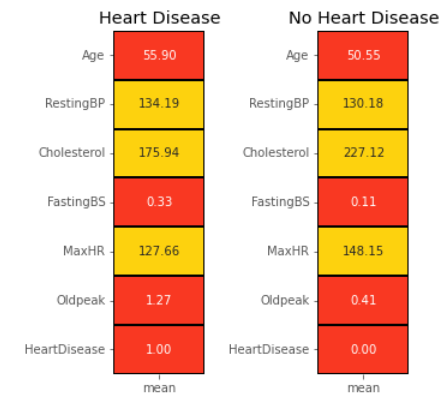 Heart Disease No Heart Disease
Age 55.90 Age 50.55
RestingBP 134.19 RestingBP 130.18
Cholesterol 175.94 Cholesterol 227.12
FastingBS 0.33 FastingBS 0.11
MaxHR 127.66 MaxHR 148.15
Oldpeak 1.27 Oldpeak 0.41
HeartDisease 1.00 HeartDisease 0.00
mean mean